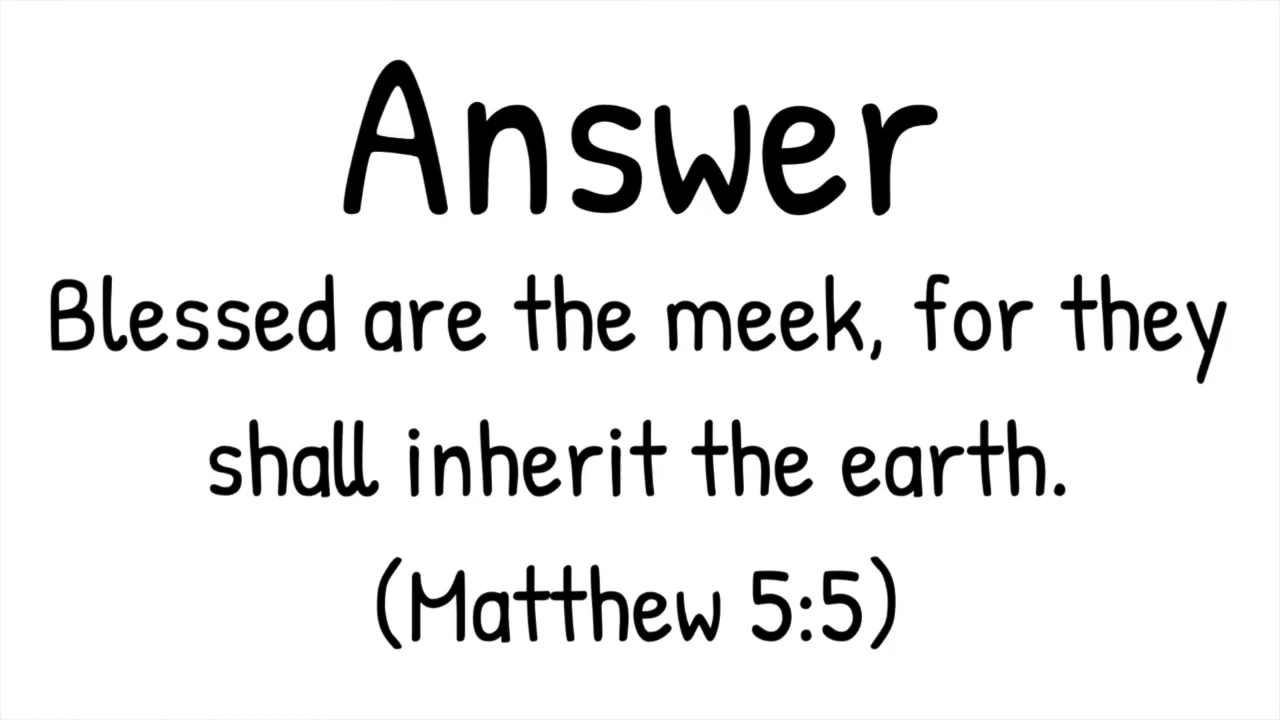 Answer
Blessed are the meek, for they
shall inherit the earth.
(Matthew 5:5)